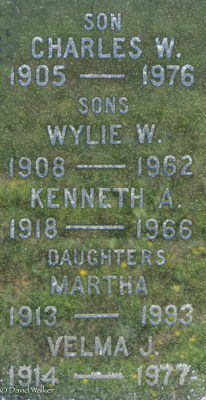 SON
CHARLES W.
1905 — 1976
SONS
WYLIE W.
1908 — 1962
KENNETH A.
1918 — 1966
DAUGHTERS
MARTHA
1913 — 1993
VELMA J.
1914 — 1977
© David Walker